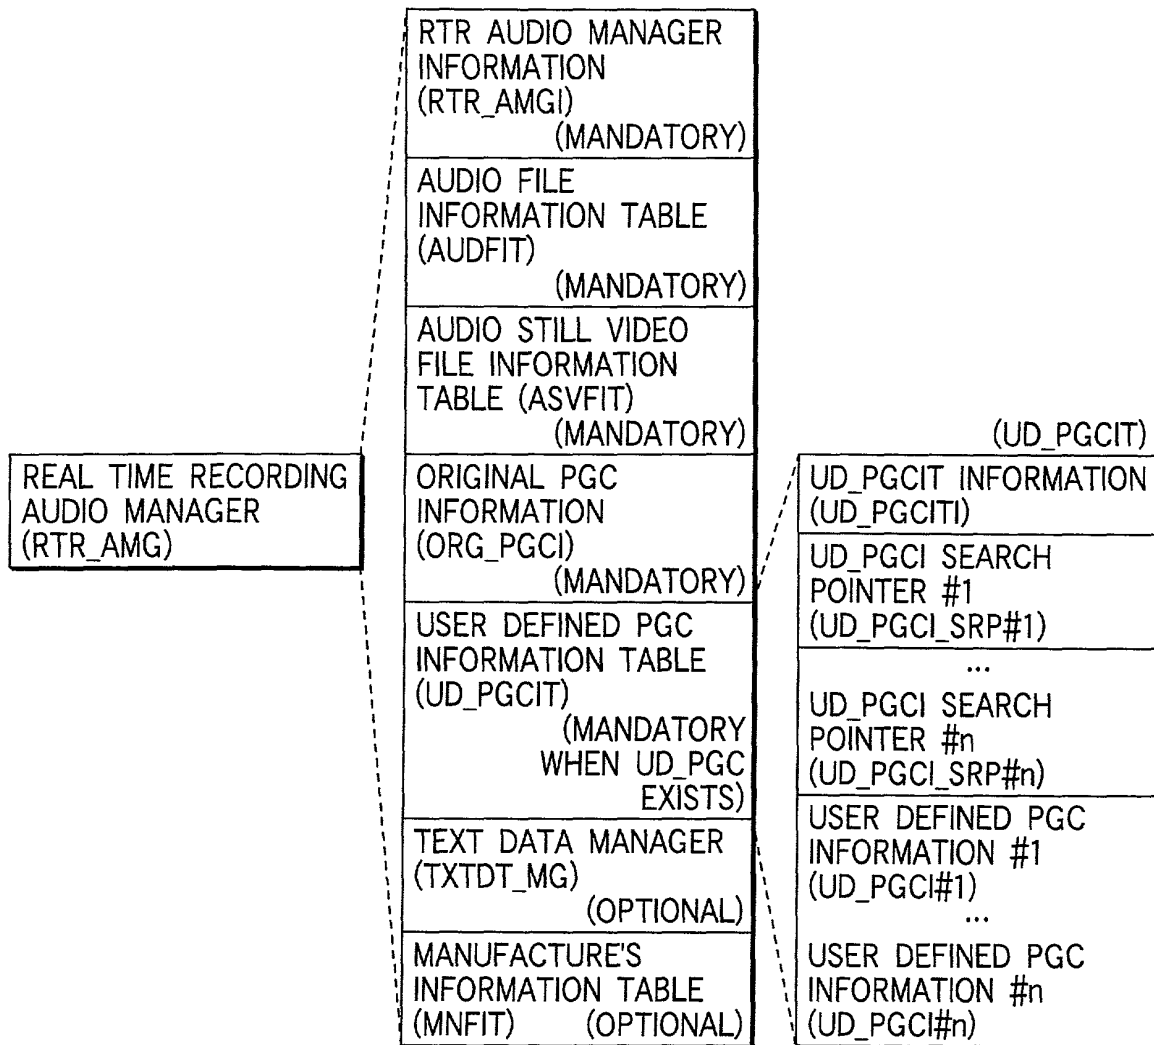 REAL TIME RECORDING
AUDIO MANAGER
(RTR_AMG)
RTR AUDIO MANAGER
INFORMATION
(RTR_AMGI)
(MANDATORY)
AUDIO FILE
INFORMATION TABLE
(AUDFIT)
(MANDATORY)
AUDIO STILL VIDEO
FILE INFORMATION
TABLE (ASVFIT)
(MANDATORY)
ORIGINAL PGC
INFORMATION
(ORG_PGCI)
(MANDATORY)
USER DEFINED PGC
INFORMATION TABLE
(UD_PGCIT)
(MANDATORY
WHEN UD_PGC
EXISTS)
TEXT DATA MANAGER
(TXTDT_MG)
(OPTIONAL)
MANUFACTURE'S
INFORMATION TABLE
(MNFIT) (OPTIONAL)
(UD_PGCIT)
UD_PGCIT INFORMATION
(UD_PGCITI)
UD_PGCI SEARCH
POINTER #1
(UD_PGCI_SRP#1)
...
UD_PGCI SEARCH
POINTER #n
(UD_PGCI_SRP#n)
USER DEFINED PGC
INFORMATION #1
(UD_PGCI#1)
...
USER DEFINED PGC
INFORMATION #n
(UD_PGCI#n)